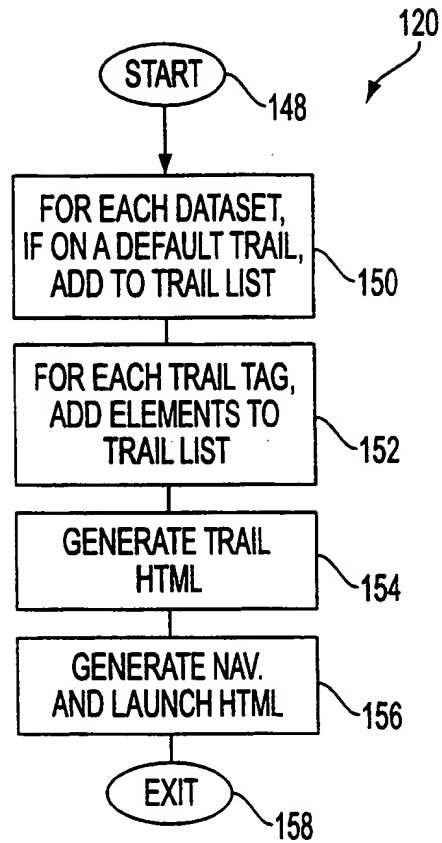 120
START
148
FOR EACH DATASET,
IF ON A DEFAULT TRAIL,
ADD TO TRAIL LIST
150
FOR EACH TRAIL TAG,
ADD ELEMENTS TO
TRAIL LIST
152
GENERATE TRAIL
HTML
154
GENERATE NAV.
AND LAUNCH HTML
156
EXIT
158